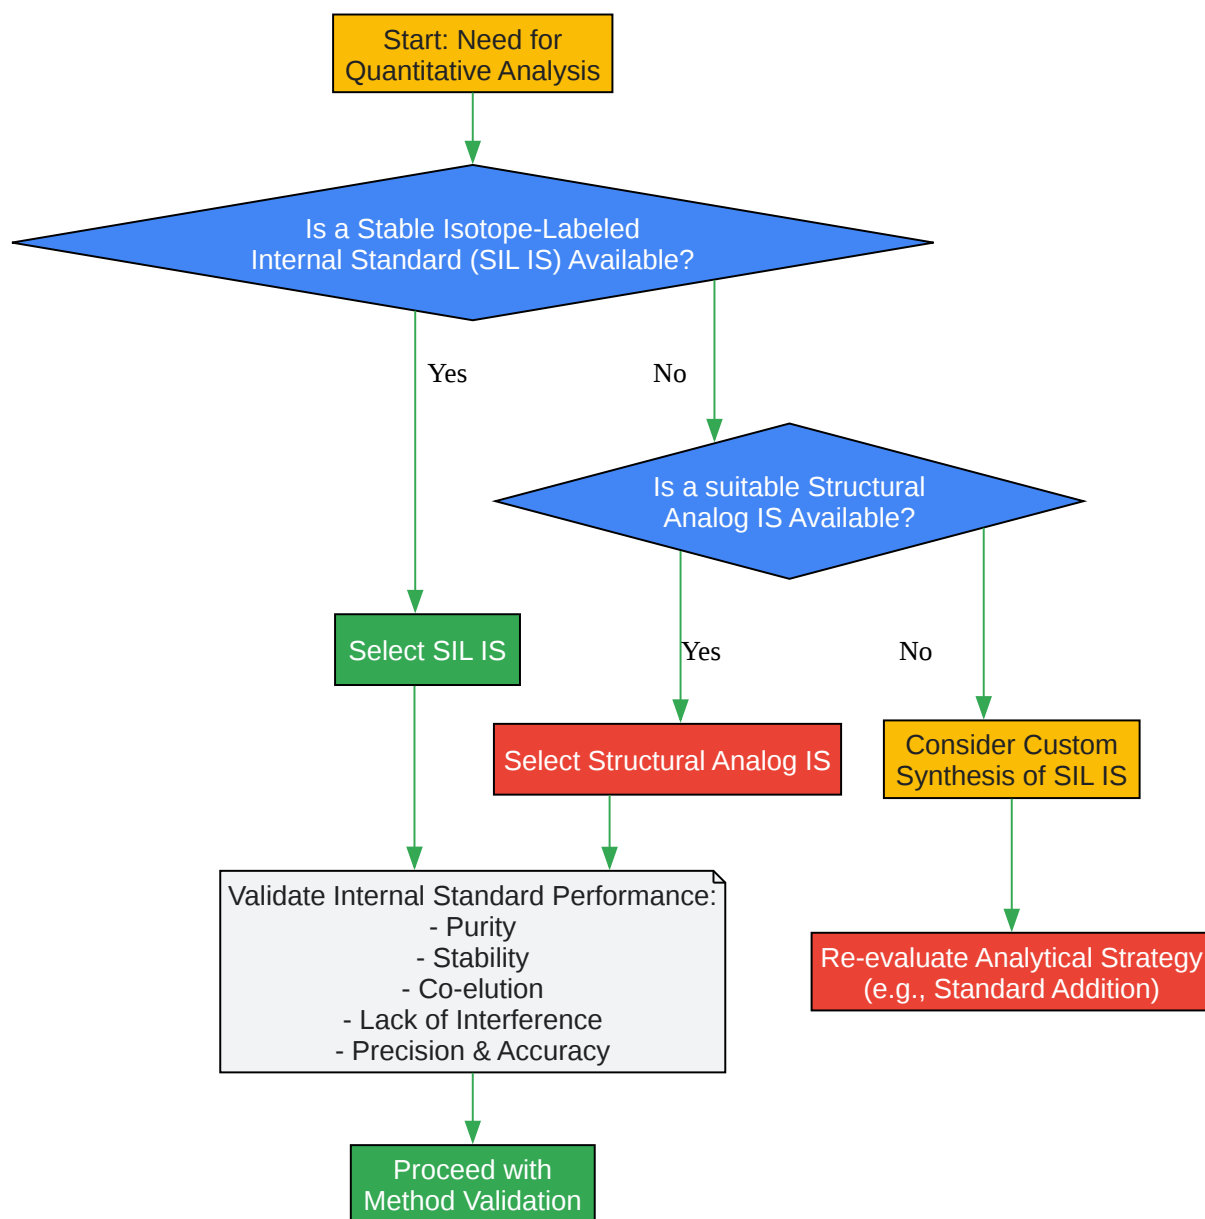 Start: Need for
Quantitative Analysis
Is a Stable Isotope-Labeled
Internal Standard (SIL IS) Available?
Yes
No
Is a suitable Structural
Analog IS Available?
Select SIL IS
Yes
No
Select Structural Analog IS
Consider Custom
Synthesis of SIL IS
Validate Internal Standard Performance:
- Purity
- Stability
- Co-elution
- Lack of Interference
- Precision & Accuracy
Re-evaluate Analytical Strategy
(e.g., Standard Addition)
Proceed with
Method Validation